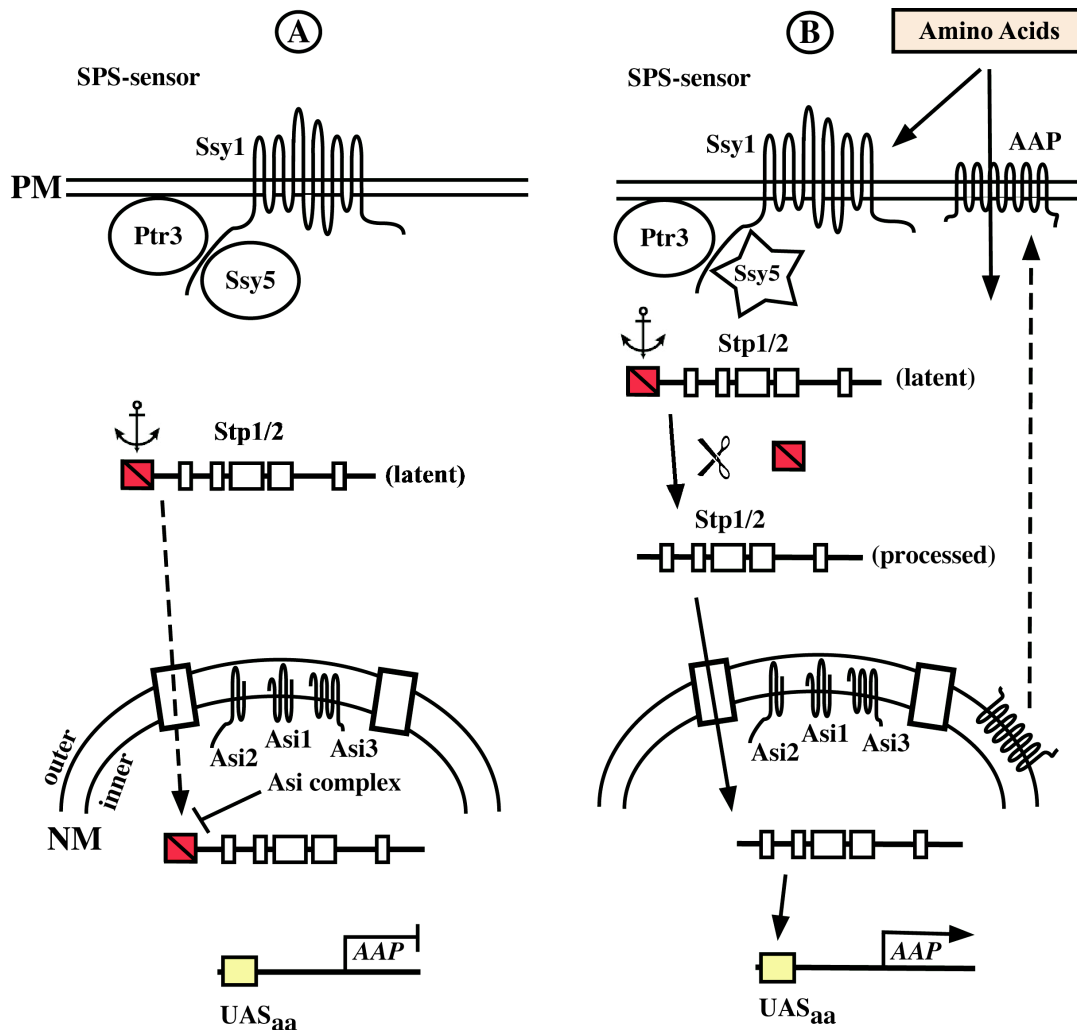 A
SPS-sensor
Ssy1
PM
Ptr3
Ssy5
Stp1/2
(latent)
outer
inner
NM
Asi2
Asi1
Asi3
Asi complex
AAP
UASaa
B
Amino Acids
SPS-sensor
Ssy1
AAP
Ptr3
Ssy5
Stp1/2
(latent)
Stp1/2
(processed)
Asi2
Asi1
Asi3
AAP
UASaa